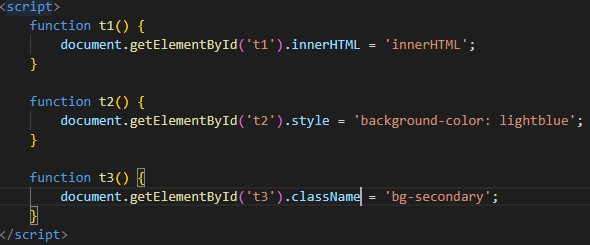 <script>
function t1() {
document.getElementById('t1').innerHTML = 'innerHTML';
}
function t2() {
document.getElementById('t2').style = 'background-color: lightblue';
}
function t3() {
document.getElementById('t3').className = 'bg-secondary';
}
</script>